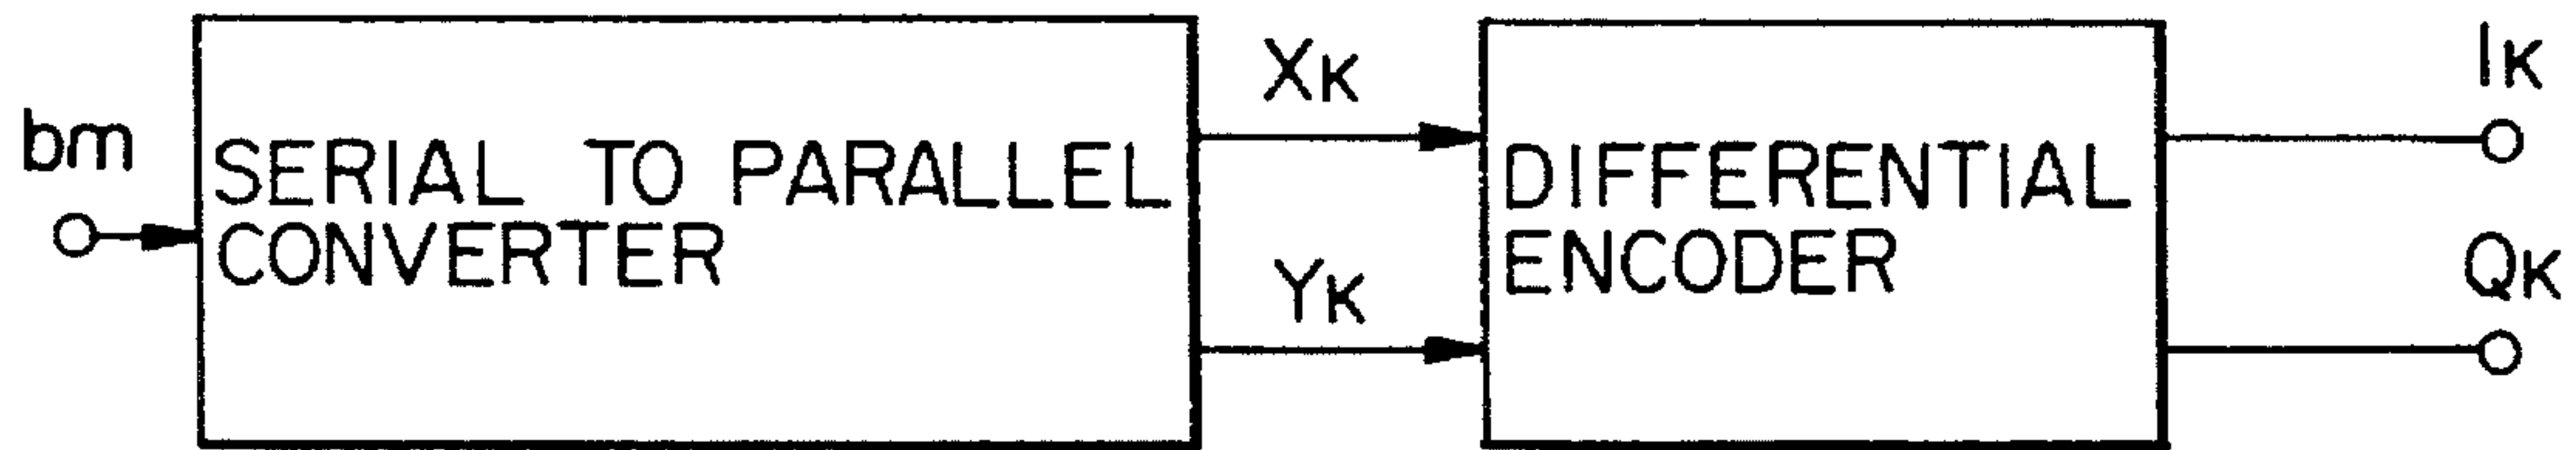 bm
SERIAL TO PARALLEL
CONVERTER
XK
YK
DIFFERENTIAL
ENCODER
IK
QK